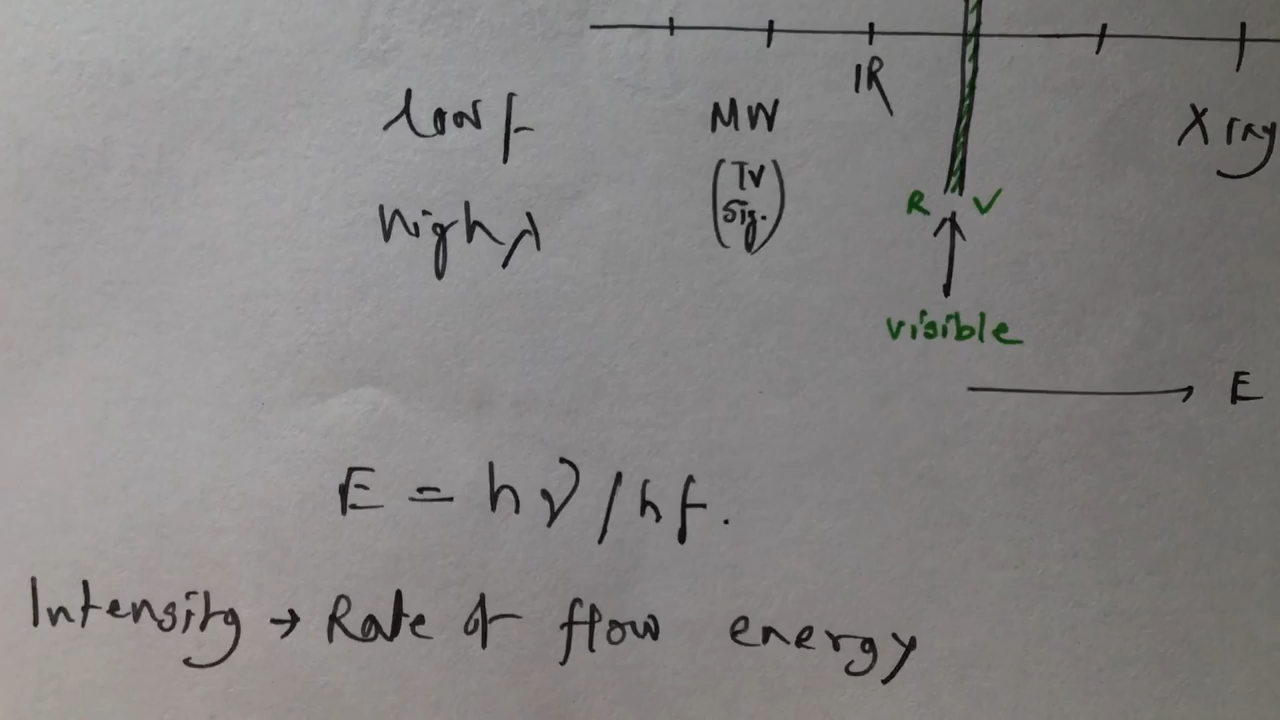 IR
low f
MW
X ray
(TV
Sig.)
R V
high λ
visible
E
E = hν / hf.
Intensity → Rate of flow energy